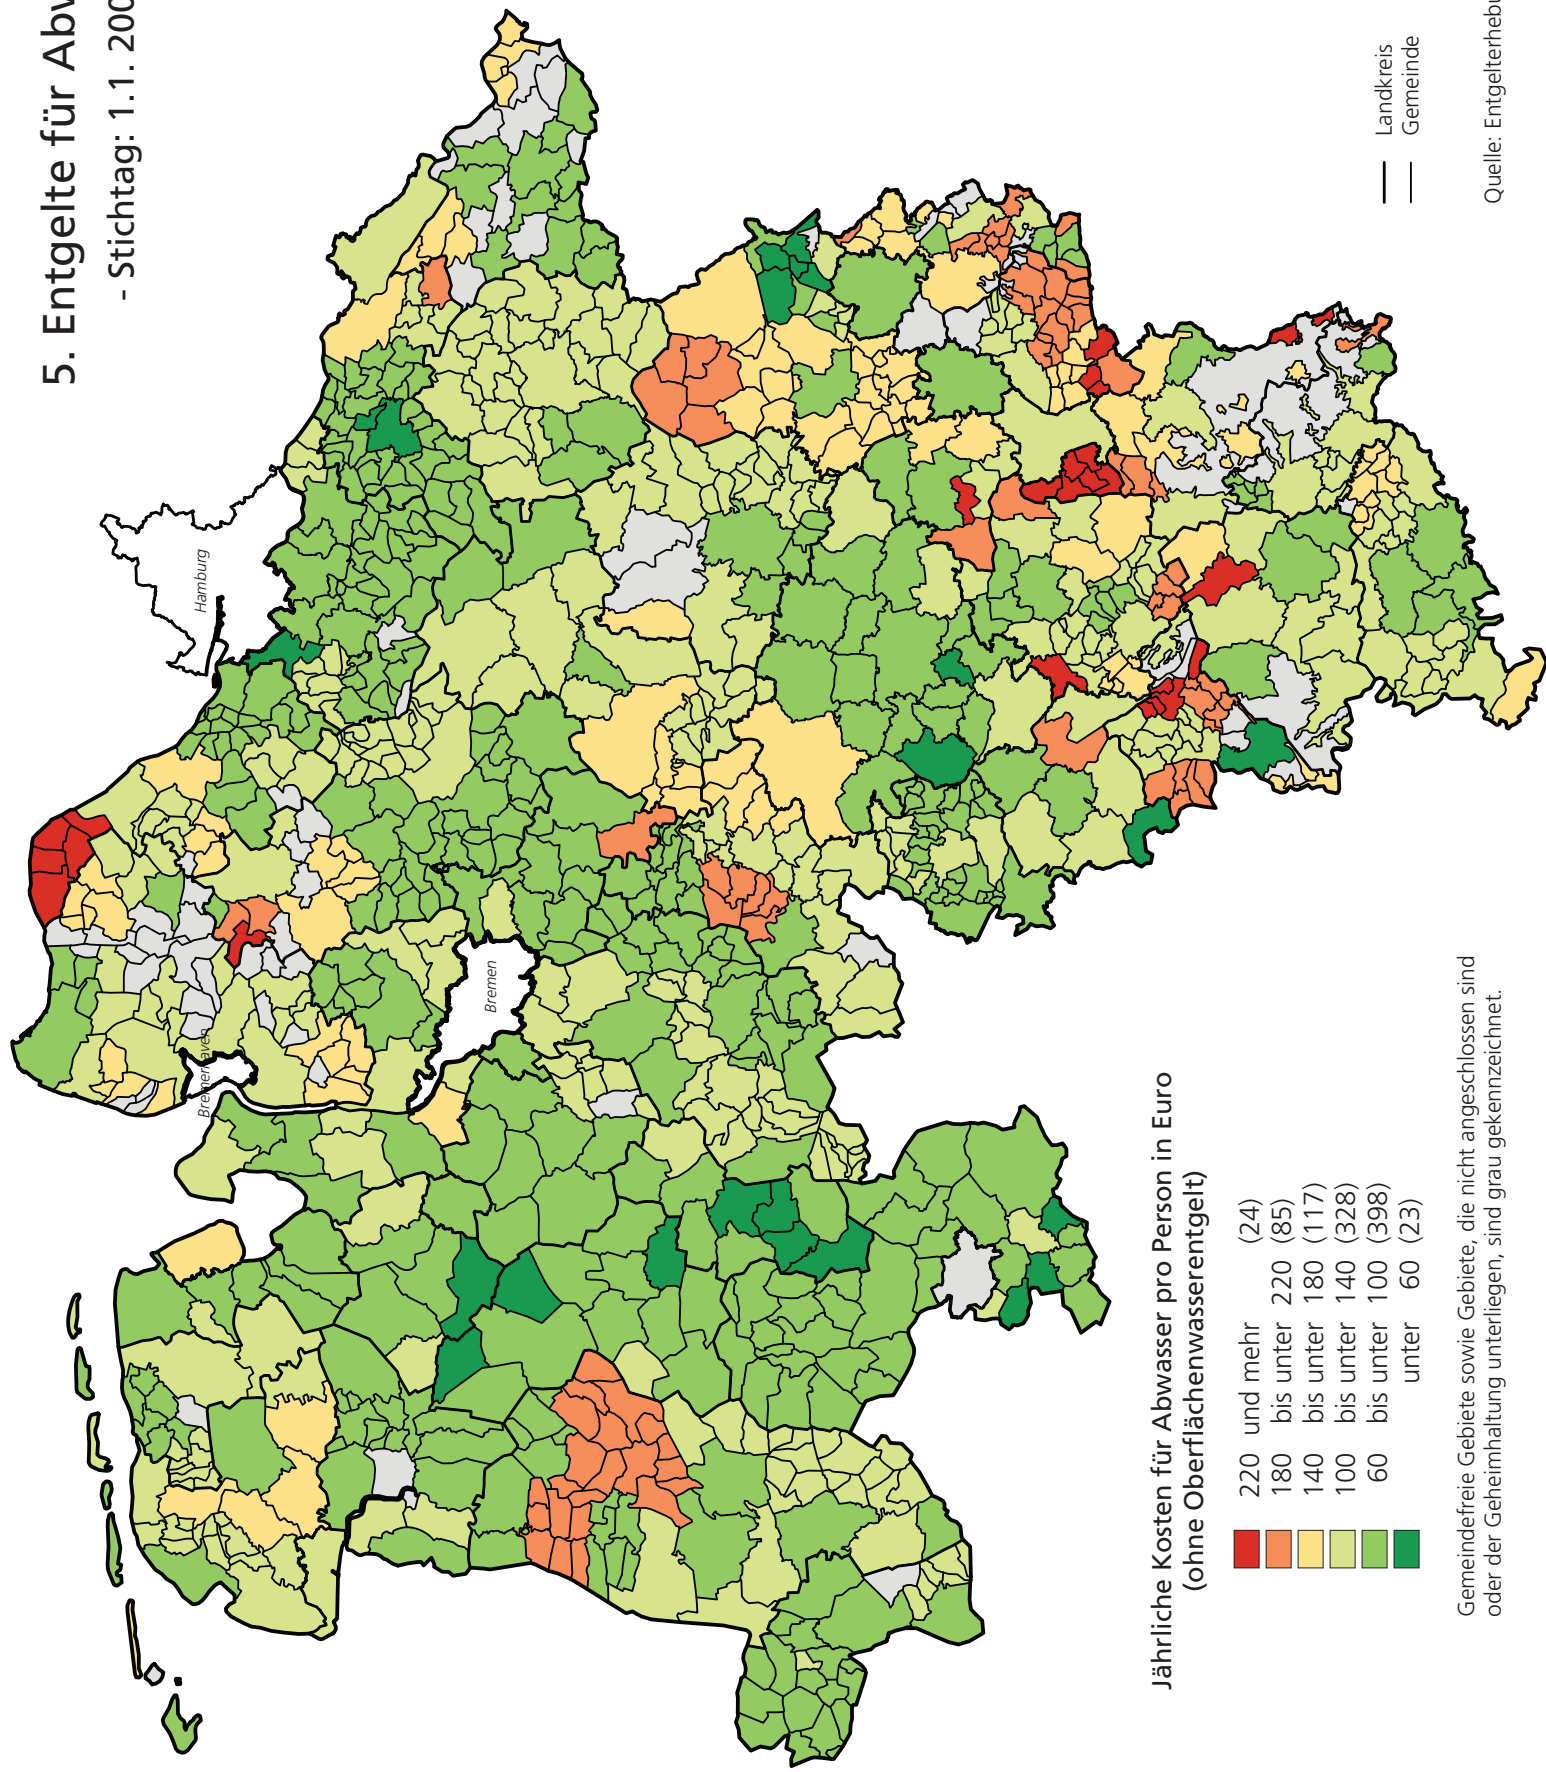 5. Entgelte für Abw
- Stichtag: 1.1. 200
Hamburg
Bremerhaven
Bremen
Landkreis
Gemeinde
Jährliche Kosten für Abwasser pro Person in Euro
(ohne Oberflächenwasserentgelt)
220 und mehr (24)
180 bis unter 220 (85)
140 bis unter 180 (117)
100 bis unter 140 (328)
60 bis unter 100 (398)
unter 60 (23)
Gemeindefreie Gebiete sowie Gebiete, die nicht angeschlossen sind
oder der Geheimhaltung unterliegen, sind grau gekennzeichnet.
Quelle: Entgelterhebu